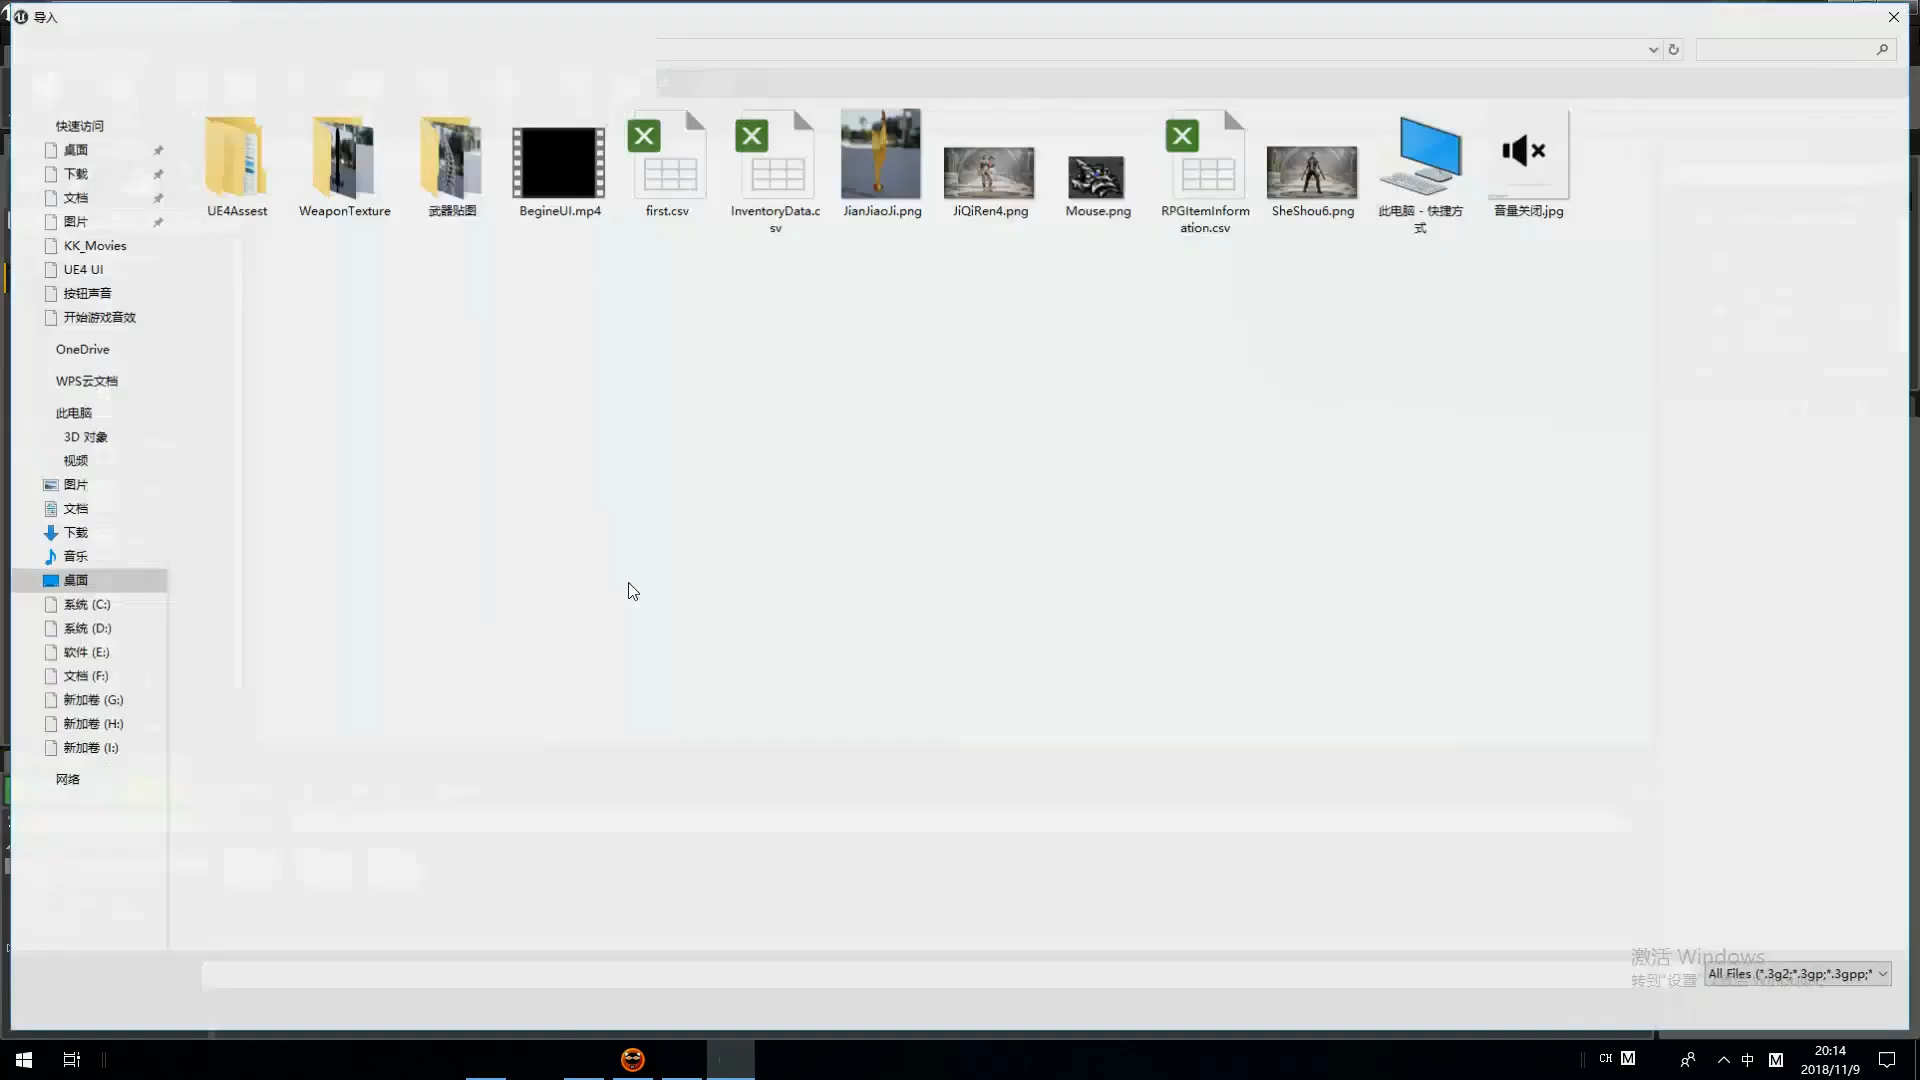 导入
快速访问
桌面
下载
文档
图片
KK_Movies
UE4 UI
按钮声音
开始游戏音效
OneDrive
WPS云文档
此电脑
3D 对象
视频
图片
文档
下载
音乐
桌面
系统 (C:)
系统 (D:)
软件 (E:)
文档 (F:)
新加卷 (G:)
新加卷 (H:)
新加卷 (I:)
网络
UE4Assest
WeaponTexture
武器贴图
BegineUI.mp4
first.csv
InventoryData.c
sv
JianJiaoJi.png
JiQiRen4.png
Mouse.png
RPGItemInform
ation.csv
SheShou6.png
此电脑 - 快捷方
式
音量关闭.jpg
激活 Windows
转到"设置"
All Files (*.3g2;*.3gp;*.3gpp;*
CH
M
中
M
20:14
2018/11/9